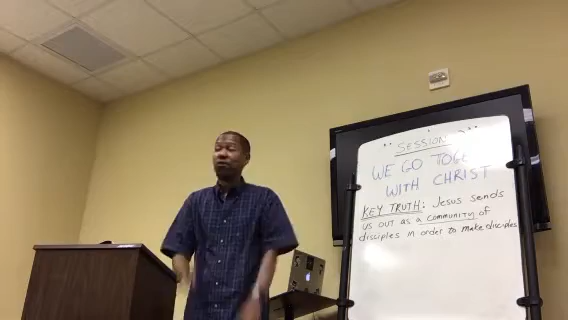 " SESSION
WE GO TOGE
WITH CHRIST
KEY TRUTH: Jesus sends
us out as a community of
disciples in order to make disciples